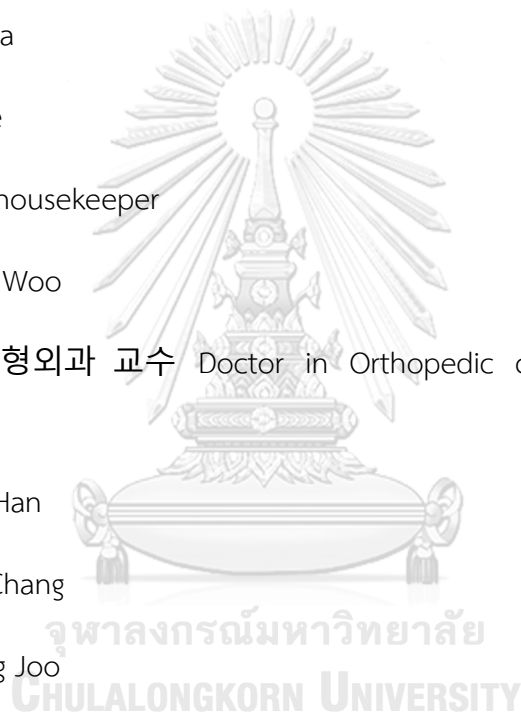 a
e
housekeeper
Woo
형외과 교수 Doctor in Orthopedic
Han
Chang
จุฬาลงกรณ์มหาวิทยาลัย
g Joo
CHULALONGKORN UNIVERSITY